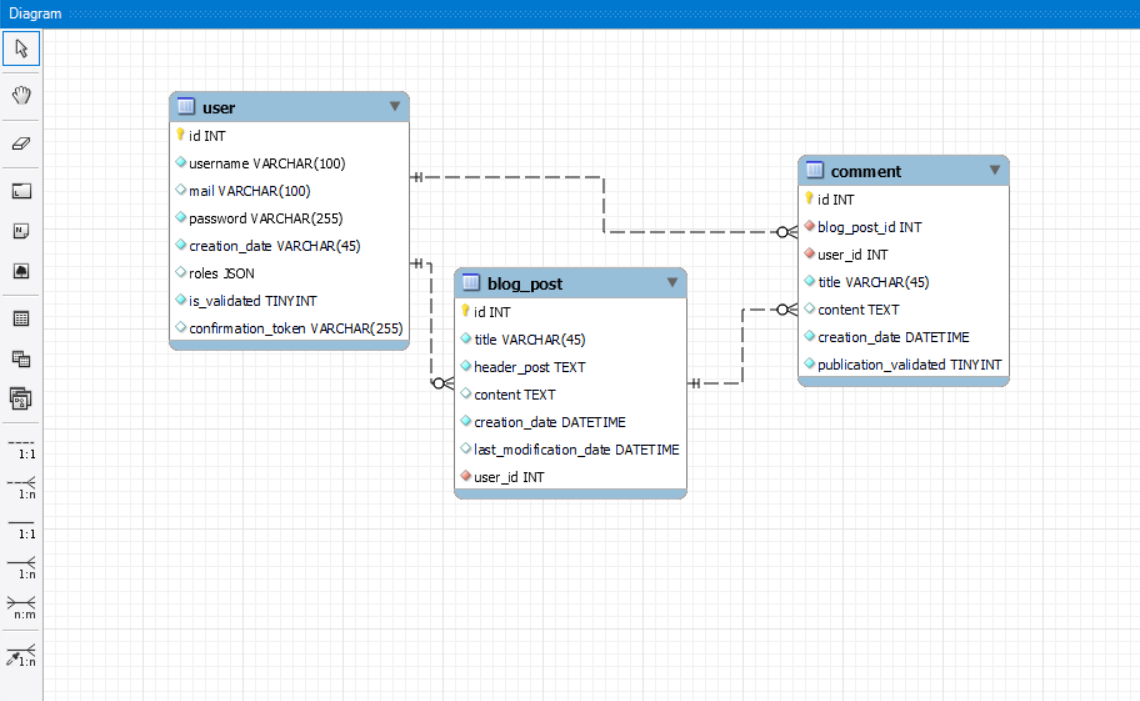 Diagram
user
id INT
username VARCHAR(100)
mail VARCHAR(100)
password VARCHAR(255)
creation_date VARCHAR(45)
roles JSON
is_validated TINYINT
confirmation_token VARCHAR(255)
blog_post
id INT
title VARCHAR(45)
header_post TEXT
content TEXT
creation_date DATETIME
last_modification_date DATETIME
user_id INT
comment
id INT
blog_post_id INT
user_id INT
title VARCHAR(45)
content TEXT
creation_date DATETIME
publication_validated TINYINT
1:1
1:n
1:1
1:n
n:m
1:n